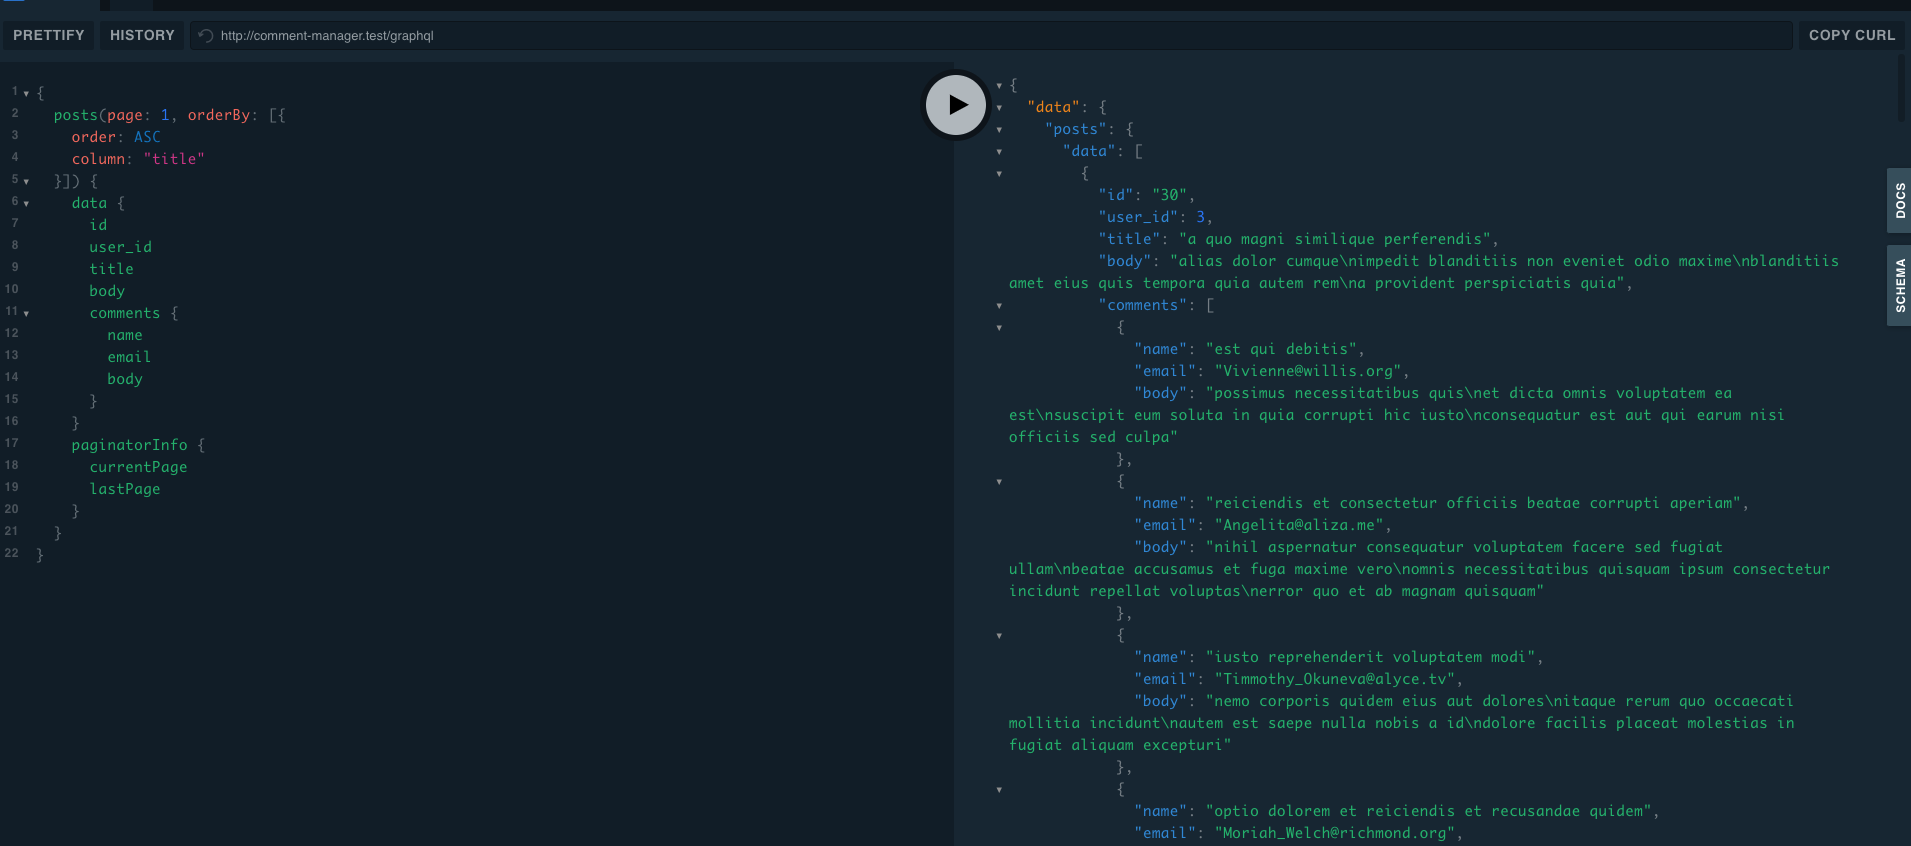 PRETTIFY HISTORY http://comment-manager.test/graphql COPY CURL
1 {
2 posts(page: 1, orderBy: [{
3 order: ASC
4 column: "title"
5 }]) {
6 data {
7 id
8 user_id
9 title
10 body
11 comments {
12 name
13 email
14 body
15 }
16 }
17 paginatorInfo {
18 currentPage
19 lastPage
20 }
21 }
22 }
{
"data": {
"posts": {
"data": [
{
"id": "30",
"user_id": 3,
"title": "a quo magni similique perferendis",
"body": "alias dolor cumque\nimpedit blanditiis non eveniet odio maxime\nblanditiis
amet eius quis tempora quia autem rem\na provident perspiciatis quia",
"comments": [
{
"name": "est qui debitis",
"email": "Vivienne@willis.org",
"body": "possimus necessitatibus quis\net dicta omnis voluptatem ea
est\nsuscipit eum soluta in quia corrupti hic iusto\nconsequatur est aut qui earum nisi
officiis sed culpa"
},
{
"name": "reiciendis et consectetur officiis beatae corrupti aperiam",
"email": "Angelita@aliza.me",
"body": "nihil aspernatur consequatur voluptatem facere sed fugiat
ullam\nbeatae accusamus et fuga maxime vero\nomnis necessitatibus quisquam ipsum consectetur
incidunt repellat voluptas\nerror quo et ab magnam quisquam"
},
{
"name": "iusto reprehenderit voluptatem modi",
"email": "Timmothy_Okuneva@alyce.tv",
"body": "nemo corporis quidem eius aut dolores\nitaque rerum quo occaecati
mollitia incidunt\nautem est saepe nulla nobis a id\ndolore facilis placeat molestias in
fugiat aliquam excepturi"
},
{
"name": "optio dolorem et reiciendis et recusandae quidem",
"email": "Moriah_Welch@richmond.org",
DOCS
SCHEMA